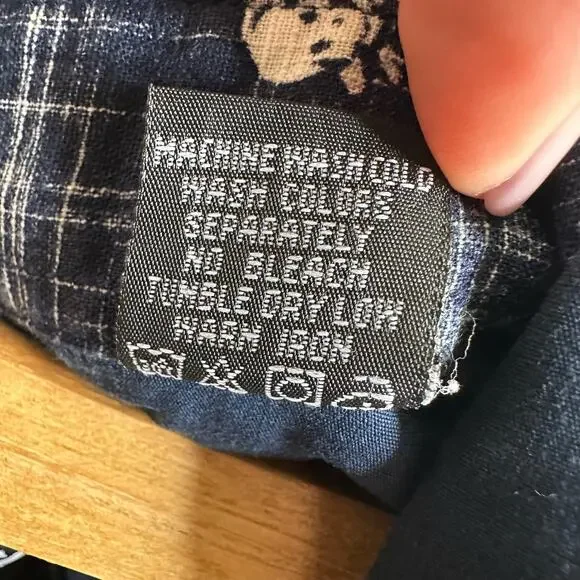 MACHINE WASH COLD
WASH COLORS
SEPARATELY
NO BLEACH
TUMBLE DRY LOW
WARM IRON